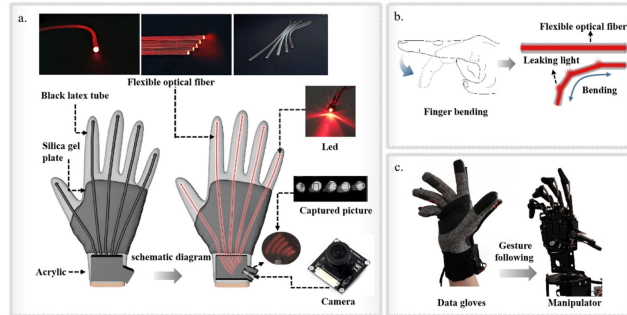 a.
Flexible optical fiber
Black latex tube
Silica gel
plate
Led
Captured picture
schematic diagram
Acrylic
Camera
b.
Flexible optical fiber
Leaking light
Bending
Finger bending
c.
Gesture
following
Data gloves
Manipulator